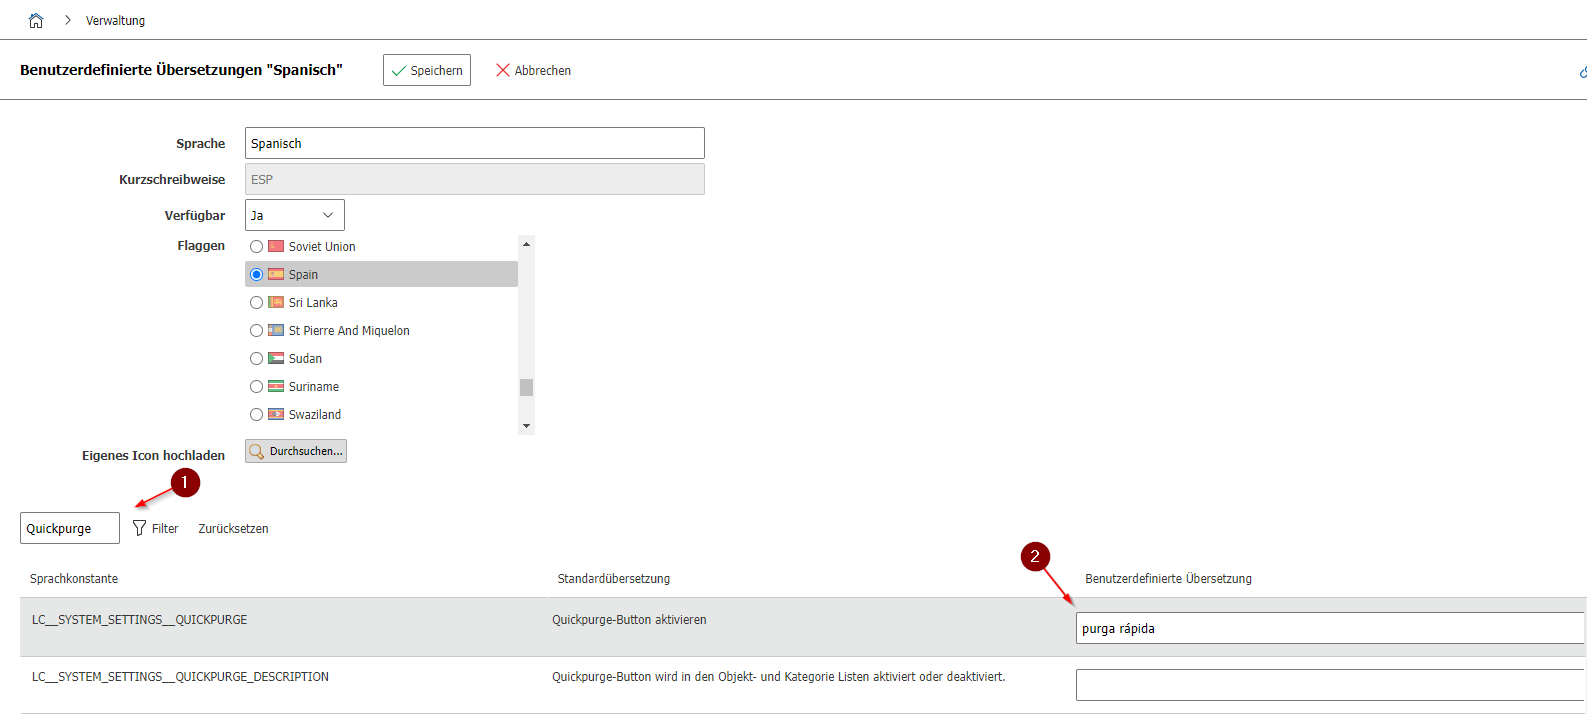 Verwaltung
Benutzerdefinierte Übersetzungen "Spanisch"
Speichern
Abbrechen
Sprache
Spanisch
Kurzschreibweise
ESP
Verfügbar
Ja
Flaggen
Soviet Union
Spain
Sri Lanka
St Pierre And Miquelon
Sudan
Suriname
Swaziland
Eigenes Icon hochladen
Durchsuchen...
1
Quickpurge
Filter
Zurücksetzen
2
Sprachkonstante
Standardübersetzung
Benutzerdefinierte Übersetzung
LC__SYSTEM_SETTINGS__QUICKPURGE
Quickpurge-Button aktivieren
purga rápida
LC__SYSTEM_SETTINGS__QUICKPURGE_DESCRIPTION
Quickpurge-Button wird in den Objekt- und Kategorie Listen aktiviert oder deaktiviert.